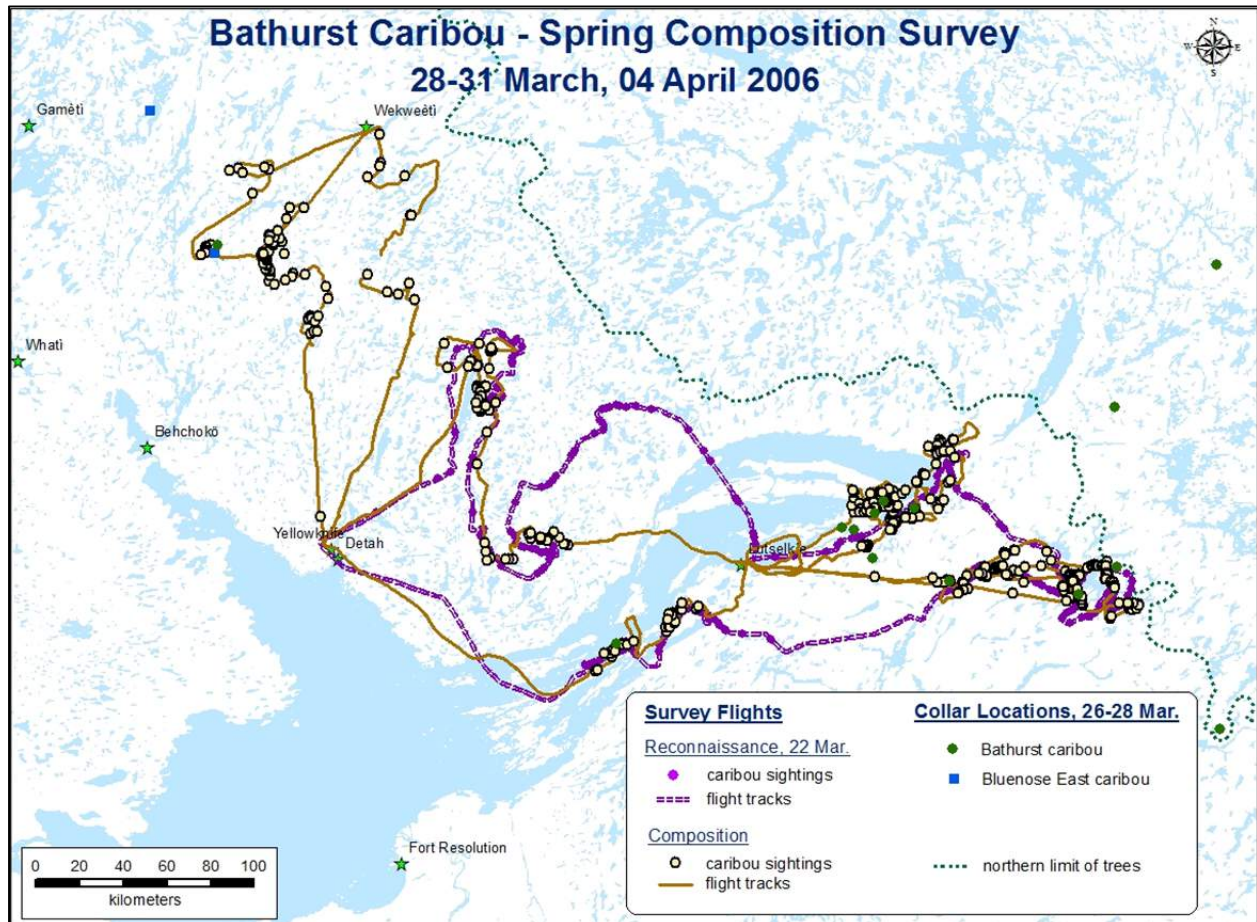 Bathurst Caribou - Spring Composition Survey
28-31 March, 04 April 2006
N
W E
S
Gamètì
Wekweètì
Whatì
Behchokö
Yellowknife
Detah
Lutselk'e
Fort Resolution
Survey Flights
Reconnaissance, 22 Mar.
caribou sightings
flight tracks
Composition
caribou sightings
flight tracks
Collar Locations, 26-28 Mar.
Bathurst caribou
Bluenose East caribou
northern limit of trees
0 20 40 60 80 100
kilometers